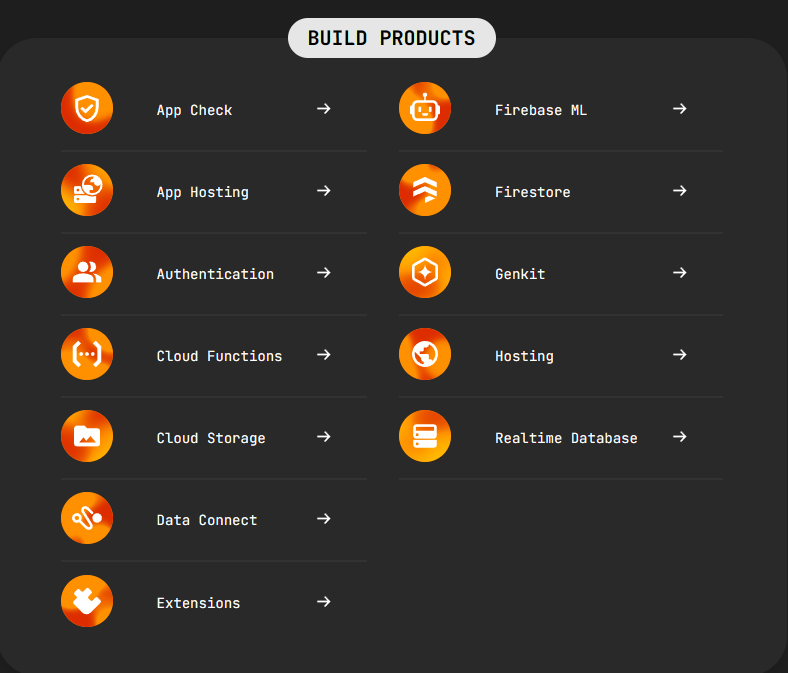 BUILD PRODUCTS
App Check
App Hosting
Authentication
Cloud Functions
Cloud Storage
Data Connect
Extensions
Firebase ML
Firestore
Genkit
Hosting
Realtime Database